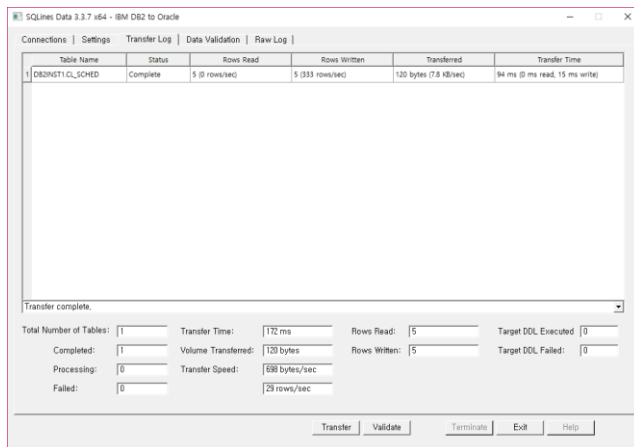 SQLines Data 3.3.7 x64 - IBM DB2 to Oracle
Connections | Settings | Transfer Log | Data Validation | Raw Log |
Table Name Status Rows Read Rows Written Transferred Transfer Time
1 DB2INST1.CL_SCHED Complete 5 (0 rows/sec) 5 (333 rows/sec) 120 bytes (7.8 KB/sec) 94 ms (0 ms read, 15 ms write)
Transfer complete.
Total Number of Tables: 1 Transfer Time: 172 ms Rows Read: 5 Target DDL Executed 0
Completed: 1 Volume Transferred: 120 bytes Rows Written: 5 Target DDL Failed: 0
Processing: 0 Transfer Speed: 698 bytes/sec
Failed: 0 29 rows/sec
Transfer Validate Terminate Exit Help